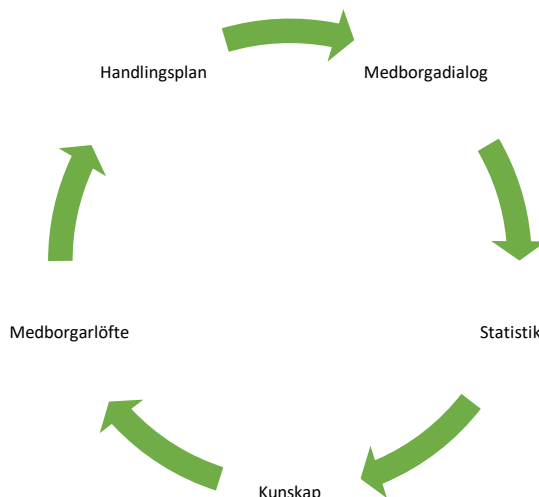 Handlingsplan
Medborgadialog
Medborgarlöfte
Statistik
Kunskap